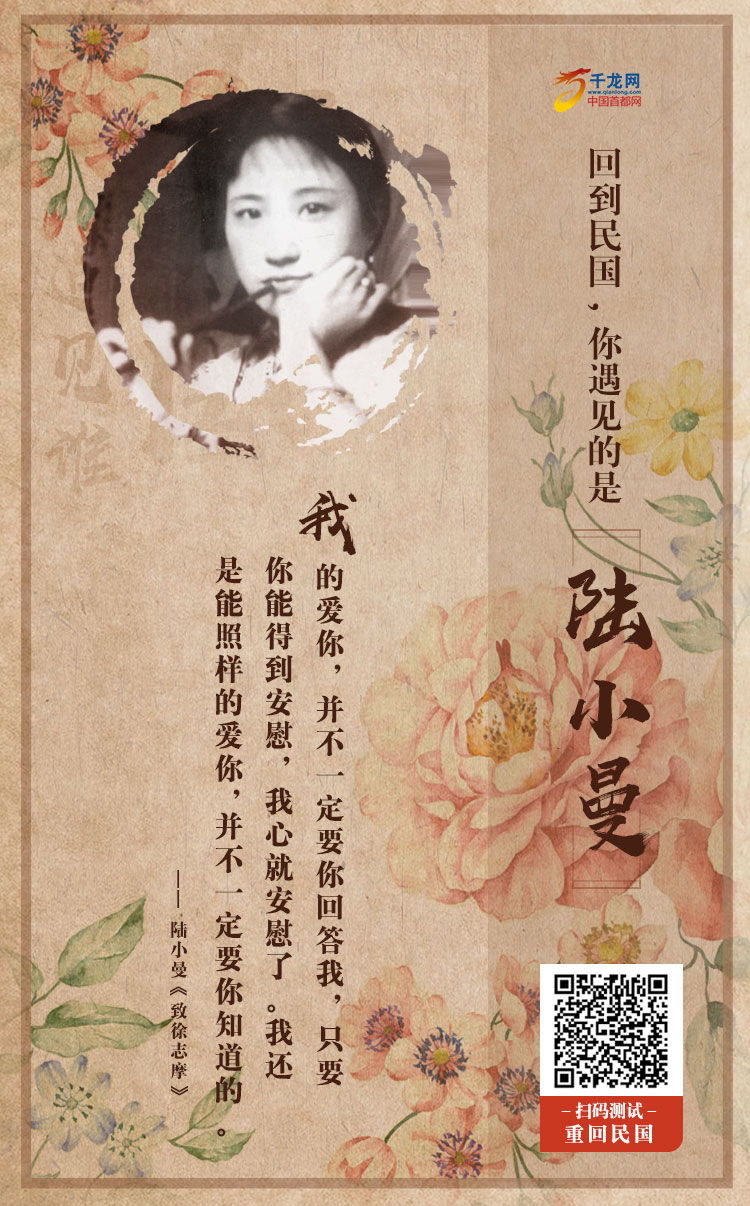 千龙网
www.qianlong.com
中国首都网
回到民国，你遇见的是
陆小曼
我的爱你，并不一定要你回答我，只要
你能得到安慰，我心就安慰了。我还
是能照样的爱你，并不一定要你知道的。
——陆小曼《致徐志摩》
见谁
–扫码测试–
重回民国